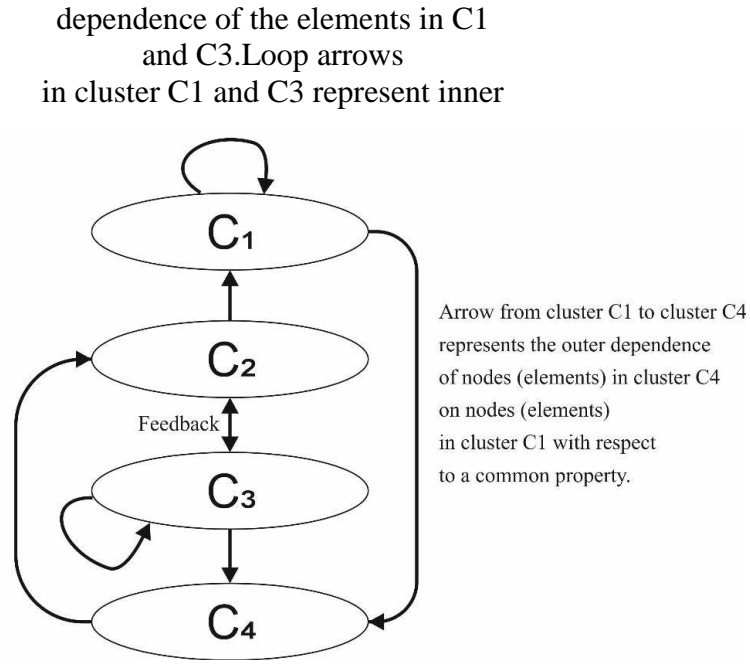 dependence of the elements in C1
and C3.Loop arrows
in cluster C1 and C3 represent inner
C1
C2
Feedback
C3
C4
Arrow from cluster C1 to cluster C4
represents the outer dependence
of nodes (elements) in cluster C4
on nodes (elements)
in cluster C1 with respect
to a common property.